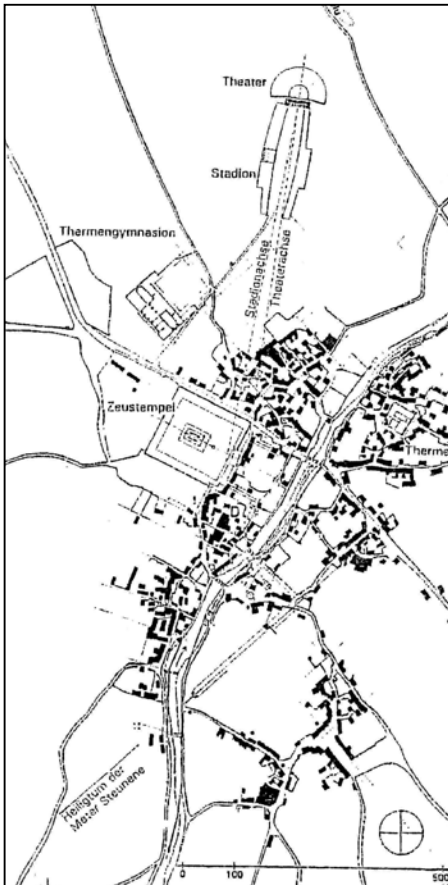 Theater
Stadion
Thermengymnasion
Stadionachse
Theaterachse
Zeustempel
Therme
Heiligtum der
Meter Steunene
0 100 500